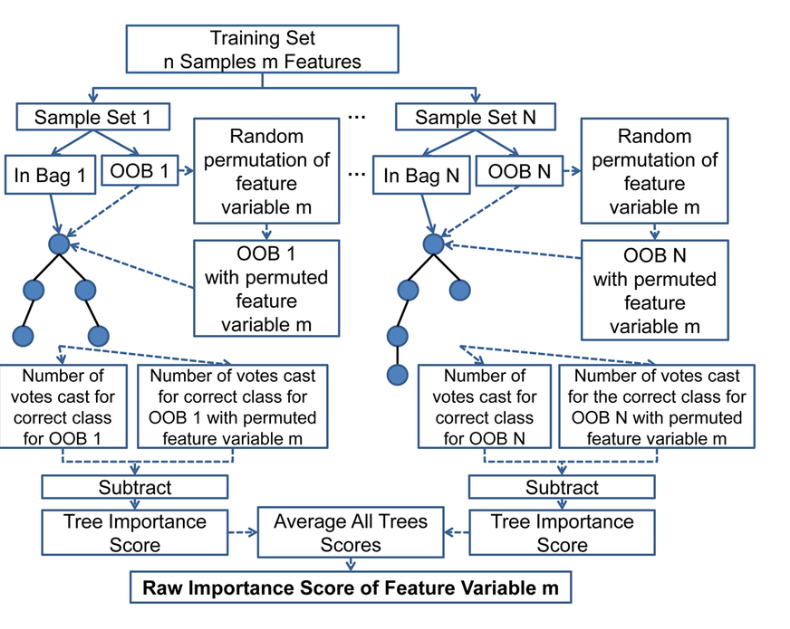 Training Set
n Samples m Features
Sample Set 1
...
Sample Set N
In Bag 1
OOB 1
Random
permutation of
feature
variable m
...
In Bag N
OOB N
Random
permutation of
feature
variable m
OOB 1
with permuted
feature
variable m
OOB N
with permuted
feature
variable m
Number of
votes cast for
correct class
for OOB 1
Number of votes cast
for correct class for
OOB 1 with permuted
feature variable m
Number of
votes cast for
correct class
for OOB N
Number of votes cast
for the correct class for
OOB N with permuted
feature variable m
Subtract
Subtract
Tree Importance
Score
Average All Trees
Scores
Tree Importance
Score
Raw Importance Score of Feature Variable m